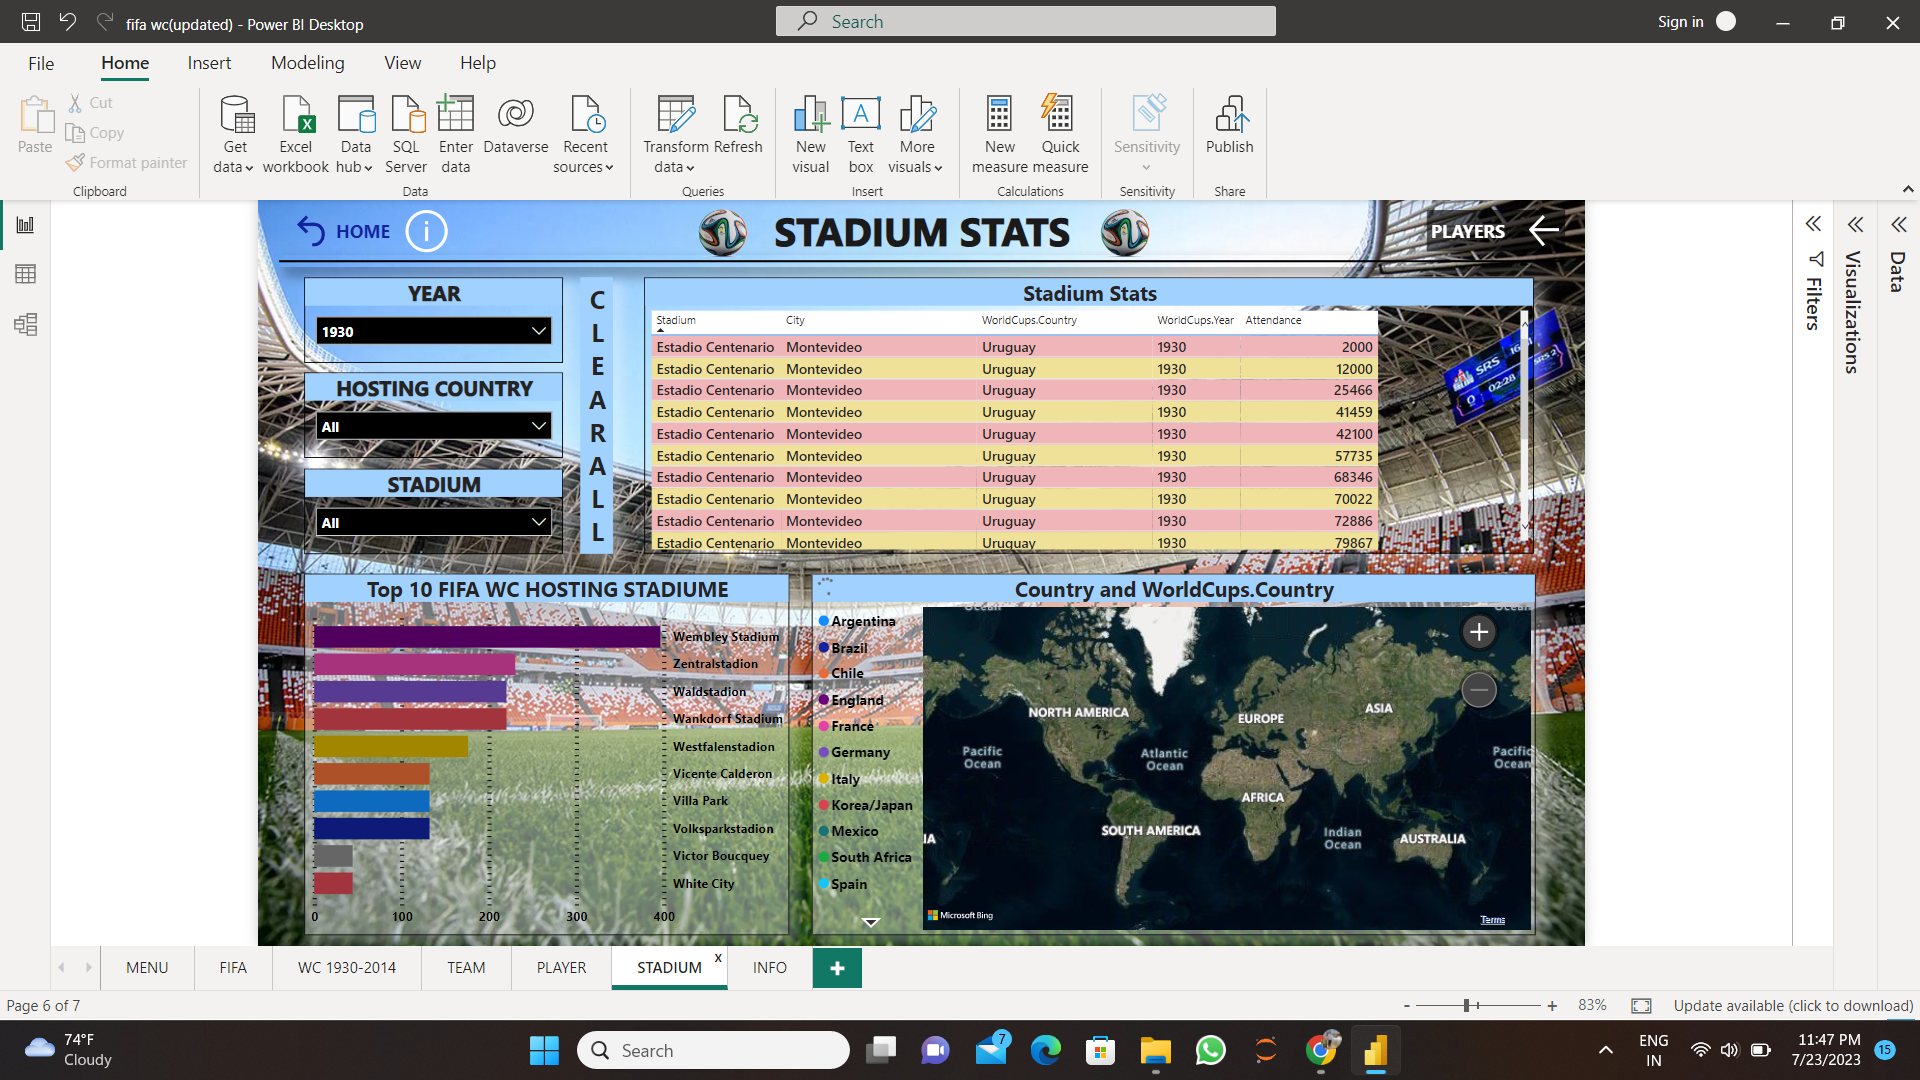 fifa wc(updated) - Power BI Desktop
Search
Sign in
File
Home
Insert
Modeling
View
Help
Paste
Cut
Copy
Format painter
Clipboard
Get data
Excel workbook
Data hub
SQL Server
Enter data
Dataverse
Recent sources
Data
Transform data
Refresh
Queries
New visual
Text box
More visuals
Insert
New measure
Quick measure
Calculations
Sensitivity
Sensitivity
Publish
Share
HOME
i
STADIUM STATS
PLAYERS
YEAR
1930
HOSTING COUNTRY
All
STADIUM
All
C
L
E
A
R
A
L
L
Stadium Stats
Stadium City WorldCups.Country WorldCups.Year Attendance
Estadio Centenario Montevideo Uruguay 1930 2000
Estadio Centenario Montevideo Uruguay 1930 12000
Estadio Centenario Montevideo Uruguay 1930 25466
Estadio Centenario Montevideo Uruguay 1930 41459
Estadio Centenario Montevideo Uruguay 1930 42100
Estadio Centenario Montevideo Uruguay 1930 57735
Estadio Centenario Montevideo Uruguay 1930 68346
Estadio Centenario Montevideo Uruguay 1930 70022
Estadio Centenario Montevideo Uruguay 1930 72886
Estadio Centenario Montevideo Uruguay 1930 79867
SRS
02:28
SRS 2
Filters
Visualizations
Data
Top 10 FIFA WC HOSTING STADIUME
Wembley Stadium
Zentralstadion
Waldstadion
Wankdorf Stadium
Westfalenstadion
Vicente Calderon
Villa Park
Volksparkstadion
Victor Boucquey
White City
0 100 200 300 400
Country and WorldCups.Country
Argentina
Brazil
Chile
England
France
Germany
Italy
Korea/Japan
Mexico
South Africa
Spain
Ocean
Ocean
NORTH AMERICA
EUROPE
ASIA
Pacific Ocean
Atlantic Ocean
Pacific Ocean
AFRICA
SOUTH AMERICA
Indian Ocean
AUSTRALIA
IA
Microsoft Bing
Terms
MENU
FIFA
WC 1930-2014
TEAM
PLAYER
STADIUM
x
INFO
+
Page 6 of 7
- + 83%
Update available (click to download)
74°F
Cloudy
Search
7
ENG
IN
11:47 PM
7/23/2023
15